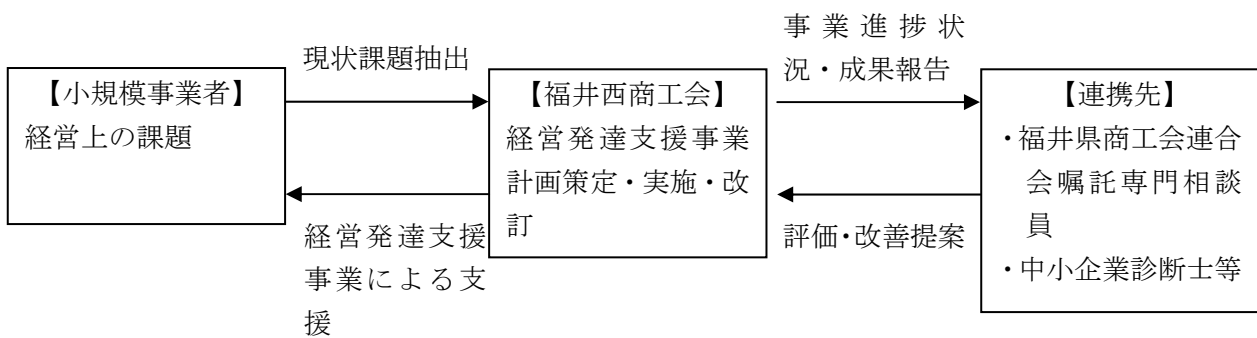 【小規模事業者】
経営上の課題
現状課題抽出
経営発達支援
事業による支
援
【福井西商工会】
経営発達支援事業
計画策定・実施・改
訂
事業進捗状
況・成果報告
評価・改善提案
【連携先】
・福井県商工会連合
会嘱託専門相談
員
・中小企業診断士等